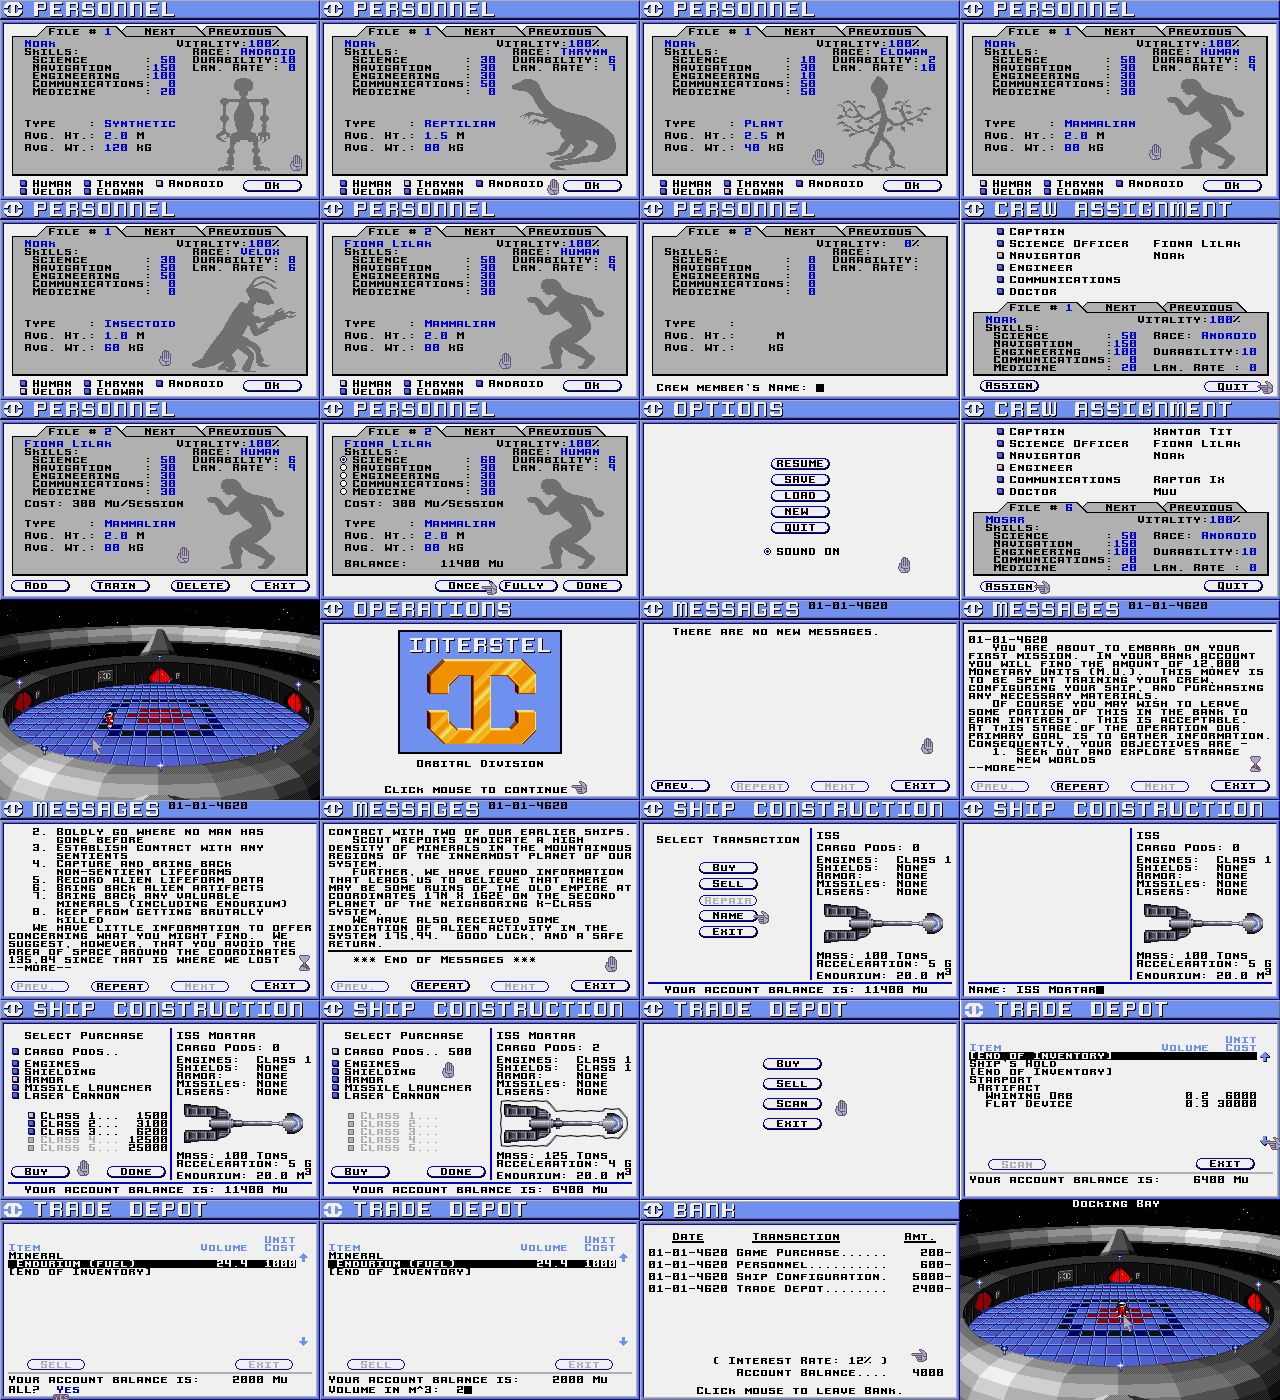 PERSONNEL
FILE # 1 NEXT PREVIOUS
NOAK VITALITY:100%
SKILLS: RACE: ANDROID
SCIENCE : 50 DURABILITY:10
NAVIGATION :150 LRN. RATE : 0
ENGINEERING :100
COMMUNICATIONS: 0
MEDICINE : 20
TYPE : SYNTHETIC
AVG. HT.: 2.0 M
AVG. WT.: 120 KG
HUMAN THRYNN ANDROID OK
VELOX ELOWAN
PERSONNEL
FILE # 1 NEXT PREVIOUS
NOAK VITALITY:100%
SKILLS: RACE: THRYNN
SCIENCE : 30 DURABILITY: 6
NAVIGATION : 30 LRN. RATE : 7
ENGINEERING : 30
COMMUNICATIONS: 50
MEDICINE : 0
TYPE : REPTILIAN
AVG. HT.: 1.5 M
AVG. WT.: 80 KG
HUMAN THRYNN ANDROID OK
VELOX ELOWAN
PERSONNEL
FILE # 1 NEXT PREVIOUS
NOAK VITALITY:100%
SKILLS: RACE: ELOWAN
SCIENCE : 10 DURABILITY: 2
NAVIGATION : 30 LRN. RATE :10
ENGINEERING : 10
COMMUNICATIONS: 50
MEDICINE : 50
TYPE : PLANT
AVG. HT.: 2.5 M
AVG. WT.: 40 KG
HUMAN THRYNN ANDROID OK
VELOX ELOWAN
PERSONNEL
FILE # 1 NEXT PREVIOUS
NOAK VITALITY:100%
SKILLS: RACE: HUMAN
SCIENCE : 50 DURABILITY: 6
NAVIGATION : 30 LRN. RATE : 9
ENGINEERING : 30
COMMUNICATIONS: 30
MEDICINE : 30
TYPE : MAMMALIAN
AVG. HT.: 2.0 M
AVG. WT.: 80 KG
HUMAN THRYNN ANDROID OK
VELOX ELOWAN
PERSONNEL
FILE # 1 NEXT PREVIOUS
NOAK VITALITY:100%
SKILLS: RACE: VELOX
SCIENCE : 30 DURABILITY: 8
NAVIGATION : 50 LRN. RATE : 6
ENGINEERING : 50
COMMUNICATIONS: 0
MEDICINE : 0
TYPE : INSECTOID
AVG. HT.: 1.0 M
AVG. WT.: 60 KG
HUMAN THRYNN ANDROID OK
VELOX ELOWAN
PERSONNEL
FILE # 2 NEXT PREVIOUS
FIONA LILAK VITALITY:100%
SKILLS: RACE: HUMAN
SCIENCE : 50 DURABILITY: 6
NAVIGATION : 30 LRN. RATE : 9
ENGINEERING : 30
COMMUNICATIONS: 30
MEDICINE : 30
TYPE : MAMMALIAN
AVG. HT.: 2.0 M
AVG. WT.: 80 KG
HUMAN THRYNN ANDROID OK
VELOX ELOWAN
PERSONNEL
FILE # 2 NEXT PREVIOUS
VITALITY: 0%
SKILLS: RACE:
SCIENCE : 0 DURABILITY:
NAVIGATION : 0 LRN. RATE :
ENGINEERING : 0
COMMUNICATIONS: 0
MEDICINE : 0
TYPE :
AVG. HT.: M
AVG. WT.: KG
CREW MEMBER'S NAME:
CREW ASSIGNMENT
CAPTAIN
SCIENCE OFFICER FIONA LILAK
NAVIGATOR NOAK
ENGINEER
COMMUNICATIONS
DOCTOR
FILE # 1 NEXT PREVIOUS
NOAK VITALITY:100%
SKILLS:
SCIENCE : 50 RACE: ANDROID
NAVIGATION :150
ENGINEERING :100 DURABILITY:10
COMMUNICATIONS: 0
MEDICINE : 20 LRN. RATE : 0
ASSIGN QUIT
PERSONNEL
FILE # 2 NEXT PREVIOUS
FIONA LILAK VITALITY:100%
SKILLS: RACE: HUMAN
SCIENCE : 50 DURABILITY: 6
NAVIGATION : 30 LRN. RATE : 9
ENGINEERING : 30
COMMUNICATIONS: 30
MEDICINE : 30
COST: 300 MU/SESSION
TYPE : MAMMALIAN
AVG. HT.: 2.0 M
AVG. WT.: 80 KG
ADD TRAIN DELETE EXIT
PERSONNEL
FILE # 2 NEXT PREVIOUS
FIONA LILAK VITALITY:100%
SKILLS: RACE: HUMAN
SCIENCE : 68 DURABILITY: 6
NAVIGATION : 30 LRN. RATE : 9
ENGINEERING : 30
COMMUNICATIONS: 30
MEDICINE : 30
COST: 300 MU/SESSION
TYPE : MAMMALIAN
AVG. HT.: 2.0 M
AVG. WT.: 80 KG
BALANCE: 11400 MU
ONCE FULLY DONE
OPTIONS
RESUME
SAVE
LOAD
NEW
QUIT
SOUND ON
CREW ASSIGNMENT
CAPTAIN XANTOR TIT
SCIENCE OFFICER FIONA LILAK
NAVIGATOR NOAK
ENGINEER
COMMUNICATIONS RAPTOR IX
DOCTOR MUU
FILE # 6 NEXT PREVIOUS
MOSAR VITALITY:100%
SKILLS:
SCIENCE : 50 RACE: ANDROID
NAVIGATION :150
ENGINEERING :100 DURABILITY:10
COMMUNICATIONS: 0
MEDICINE : 20 LRN. RATE : 0
ASSIGN QUIT
OPERATIONS
INTERSTEL
ORBITAL DIVISION
CLICK MOUSE TO CONTINUE
MESSAGES 01-01-4620
THERE ARE NO NEW MESSAGES.
PREV. REPEAT NEXT EXIT
MESSAGES 01-01-4620
01-01-4620
YOU ARE ABOUT TO EMBARK ON YOUR
FIRST MISSION. IN YOUR BANK ACCOUNT
YOU WILL FIND THE AMOUNT OF 12,000
MONETARY UNITS (M.U.). THIS MONEY IS
TO BE SPENT TRAINING YOUR CREW,
CONFIGURING YOUR SHIP, AND PURCHASING
ANY NECESSARY MATERIALS.
OF COURSE YOU MAY WISH TO LEAVE
SOME PORTION OF THIS IN THE BANK TO
EARN INTEREST. THIS IS ACCEPTABLE.
AT THIS STAGE OF THE OPERATION OUR
PRIMARY GOAL IS TO GATHER INFORMATION.
CONSEQUENTLY, YOUR OBJECTIVES ARE -
1. SEEK OUT AND EXPLORE STRANGE
NEW WORLDS
--MORE--
PREV. REPEAT NEXT EXIT
MESSAGES 01-01-4620
2. BOLDLY GO WHERE NO MAN HAS
GONE BEFORE
3. ESTABLISH CONTACT WITH ANY
SENTIENTS
4. CAPTURE AND BRING BACK
NON-SENTIENT LIFEFORMS
5. RECORD ALIEN LIFEFORM DATA
6. BRING BACK ALIEN ARTIFACTS
7. BRING BACK ANY VALUABLE
MINERALS (INCLUDING ENDURIUM)
8. KEEP FROM GETTING BRUTALLY
KILLED
WE HAVE LITTLE INFORMATION TO OFFER
CONCERNING WHAT YOU MIGHT FIND. WE
SUGGEST, HOWEVER, THAT YOU AVOID THE
AREA OF SPACE AROUND THE COORDINATES
135,84 SINCE THAT IS WHERE WE LOST
--MORE--
PREV. REPEAT NEXT EXIT
MESSAGES 01-01-4620
CONTACT WITH TWO OF OUR EARLIER SHIPS.
SCOUT REPORTS INDICATE A HIGH
DENSITY OF MINERALS IN THE MOUNTAINOUS
REGIONS OF THE INNERMOST PLANET OF OUR
SYSTEM.
FURTHER, WE HAVE FOUND INFORMATION
THAT LEADS US TO BELIEVE THAT THERE
MAY BE SOME RUINS OF THE OLD EMPIRE AT
COORDINATES 17N X 162E ON THE SECOND
PLANET OF THE NEIGHBORING K-CLASS
SYSTEM.
WE HAVE ALSO RECEIVED SOME
INDICATION OF ALIEN ACTIVITY IN THE
SYSTEM 175,94. GOOD LUCK, AND A SAFE
RETURN.
*** END OF MESSAGES ***
PREV. REPEAT NEXT EXIT
SHIP CONSTRUCTION
SELECT TRANSACTION
BUY
SELL
REPAIR
NAME
EXIT
ISS
CARGO PODS: 0
ENGINES: CLASS 1
SHIELDS: NONE
ARMOR: NONE
MISSILES: NONE
LASERS: NONE
MASS: 100 TONS
ACCELERATION: 5 G
ENDURIUM: 20.0 M3
YOUR ACCOUNT BALANCE IS: 11400 MU
SHIP CONSTRUCTION
ISS
CARGO PODS: 0
ENGINES: CLASS 1
SHIELDS: NONE
ARMOR: NONE
MISSILES: NONE
LASERS: NONE
MASS: 100 TONS
ACCELERATION: 5 G
ENDURIUM: 20.0 M3
NAME: ISS MORTAR
SHIP CONSTRUCTION
SELECT PURCHASE
CARGO PODS..
ENGINES
SHIELDING
ARMOR
MISSILE LAUNCHER
LASER CANNON
CLASS 1... 1500
CLASS 2... 3100
CLASS 3... 6200
CLASS 4... 12500
CLASS 5... 25000
BUY DONE
ISS MORTAR
CARGO PODS: 0
ENGINES: CLASS 1
SHIELDS: NONE
ARMOR: NONE
MISSILES: NONE
LASERS: NONE
MASS: 100 TONS
ACCELERATION: 5 G
ENDURIUM: 20.0 M3
YOUR ACCOUNT BALANCE IS: 11400 MU
SHIP CONSTRUCTION
SELECT PURCHASE
CARGO PODS.. 500
ENGINES
SHIELDING
ARMOR
MISSILE LAUNCHER
LASER CANNON
CLASS 1...
CLASS 2...
CLASS 3...
CLASS 4...
CLASS 5...
BUY DONE
ISS MORTAR
CARGO PODS: 2
ENGINES: CLASS 1
SHIELDS: CLASS 1
ARMOR: NONE
MISSILES: NONE
LASERS: NONE
MASS: 125 TONS
ACCELERATION: 4 G
ENDURIUM: 20.0 M3
YOUR ACCOUNT BALANCE IS: 6400 MU
TRADE DEPOT
BUY
SELL
SCAN
EXIT
TRADE DEPOT
ITEM VOLUME UNIT COST
[END OF INVENTORY]
SHIP'S HOLD
[END OF INVENTORY]
STARPORT
ARTIFACT
WHINING ORB 0.2 6000
FLAT DEVICE 0.3 30000
SCAN EXIT
YOUR ACCOUNT BALANCE IS: 6400 MU
TRADE DEPOT
ITEM VOLUME UNIT COST
MINERAL
ENDURIUM (FUEL) 24.4 1000
[END OF INVENTORY]
SELL EXIT
YOUR ACCOUNT BALANCE IS: 2000 MU
ALL? YES
TRADE DEPOT
ITEM VOLUME UNIT COST
MINERAL
ENDURIUM (FUEL) 24.4 1000
[END OF INVENTORY]
SELL EXIT
YOUR ACCOUNT BALANCE IS: 2000 MU
VOLUME IN M^3: 2
BANK
DATE TRANSACTION AMT.
01-01-4620 GAME PURCHASE...... 200-
01-01-4620 PERSONNEL.......... 600-
01-01-4620 SHIP CONFIGURATION. 5000-
01-01-4620 TRADE DEPOT........ 2400-
( INTEREST RATE: 12% )
ACCOUNT BALANCE.... 4000
CLICK MOUSE TO LEAVE BANK.
DOCKING BAY